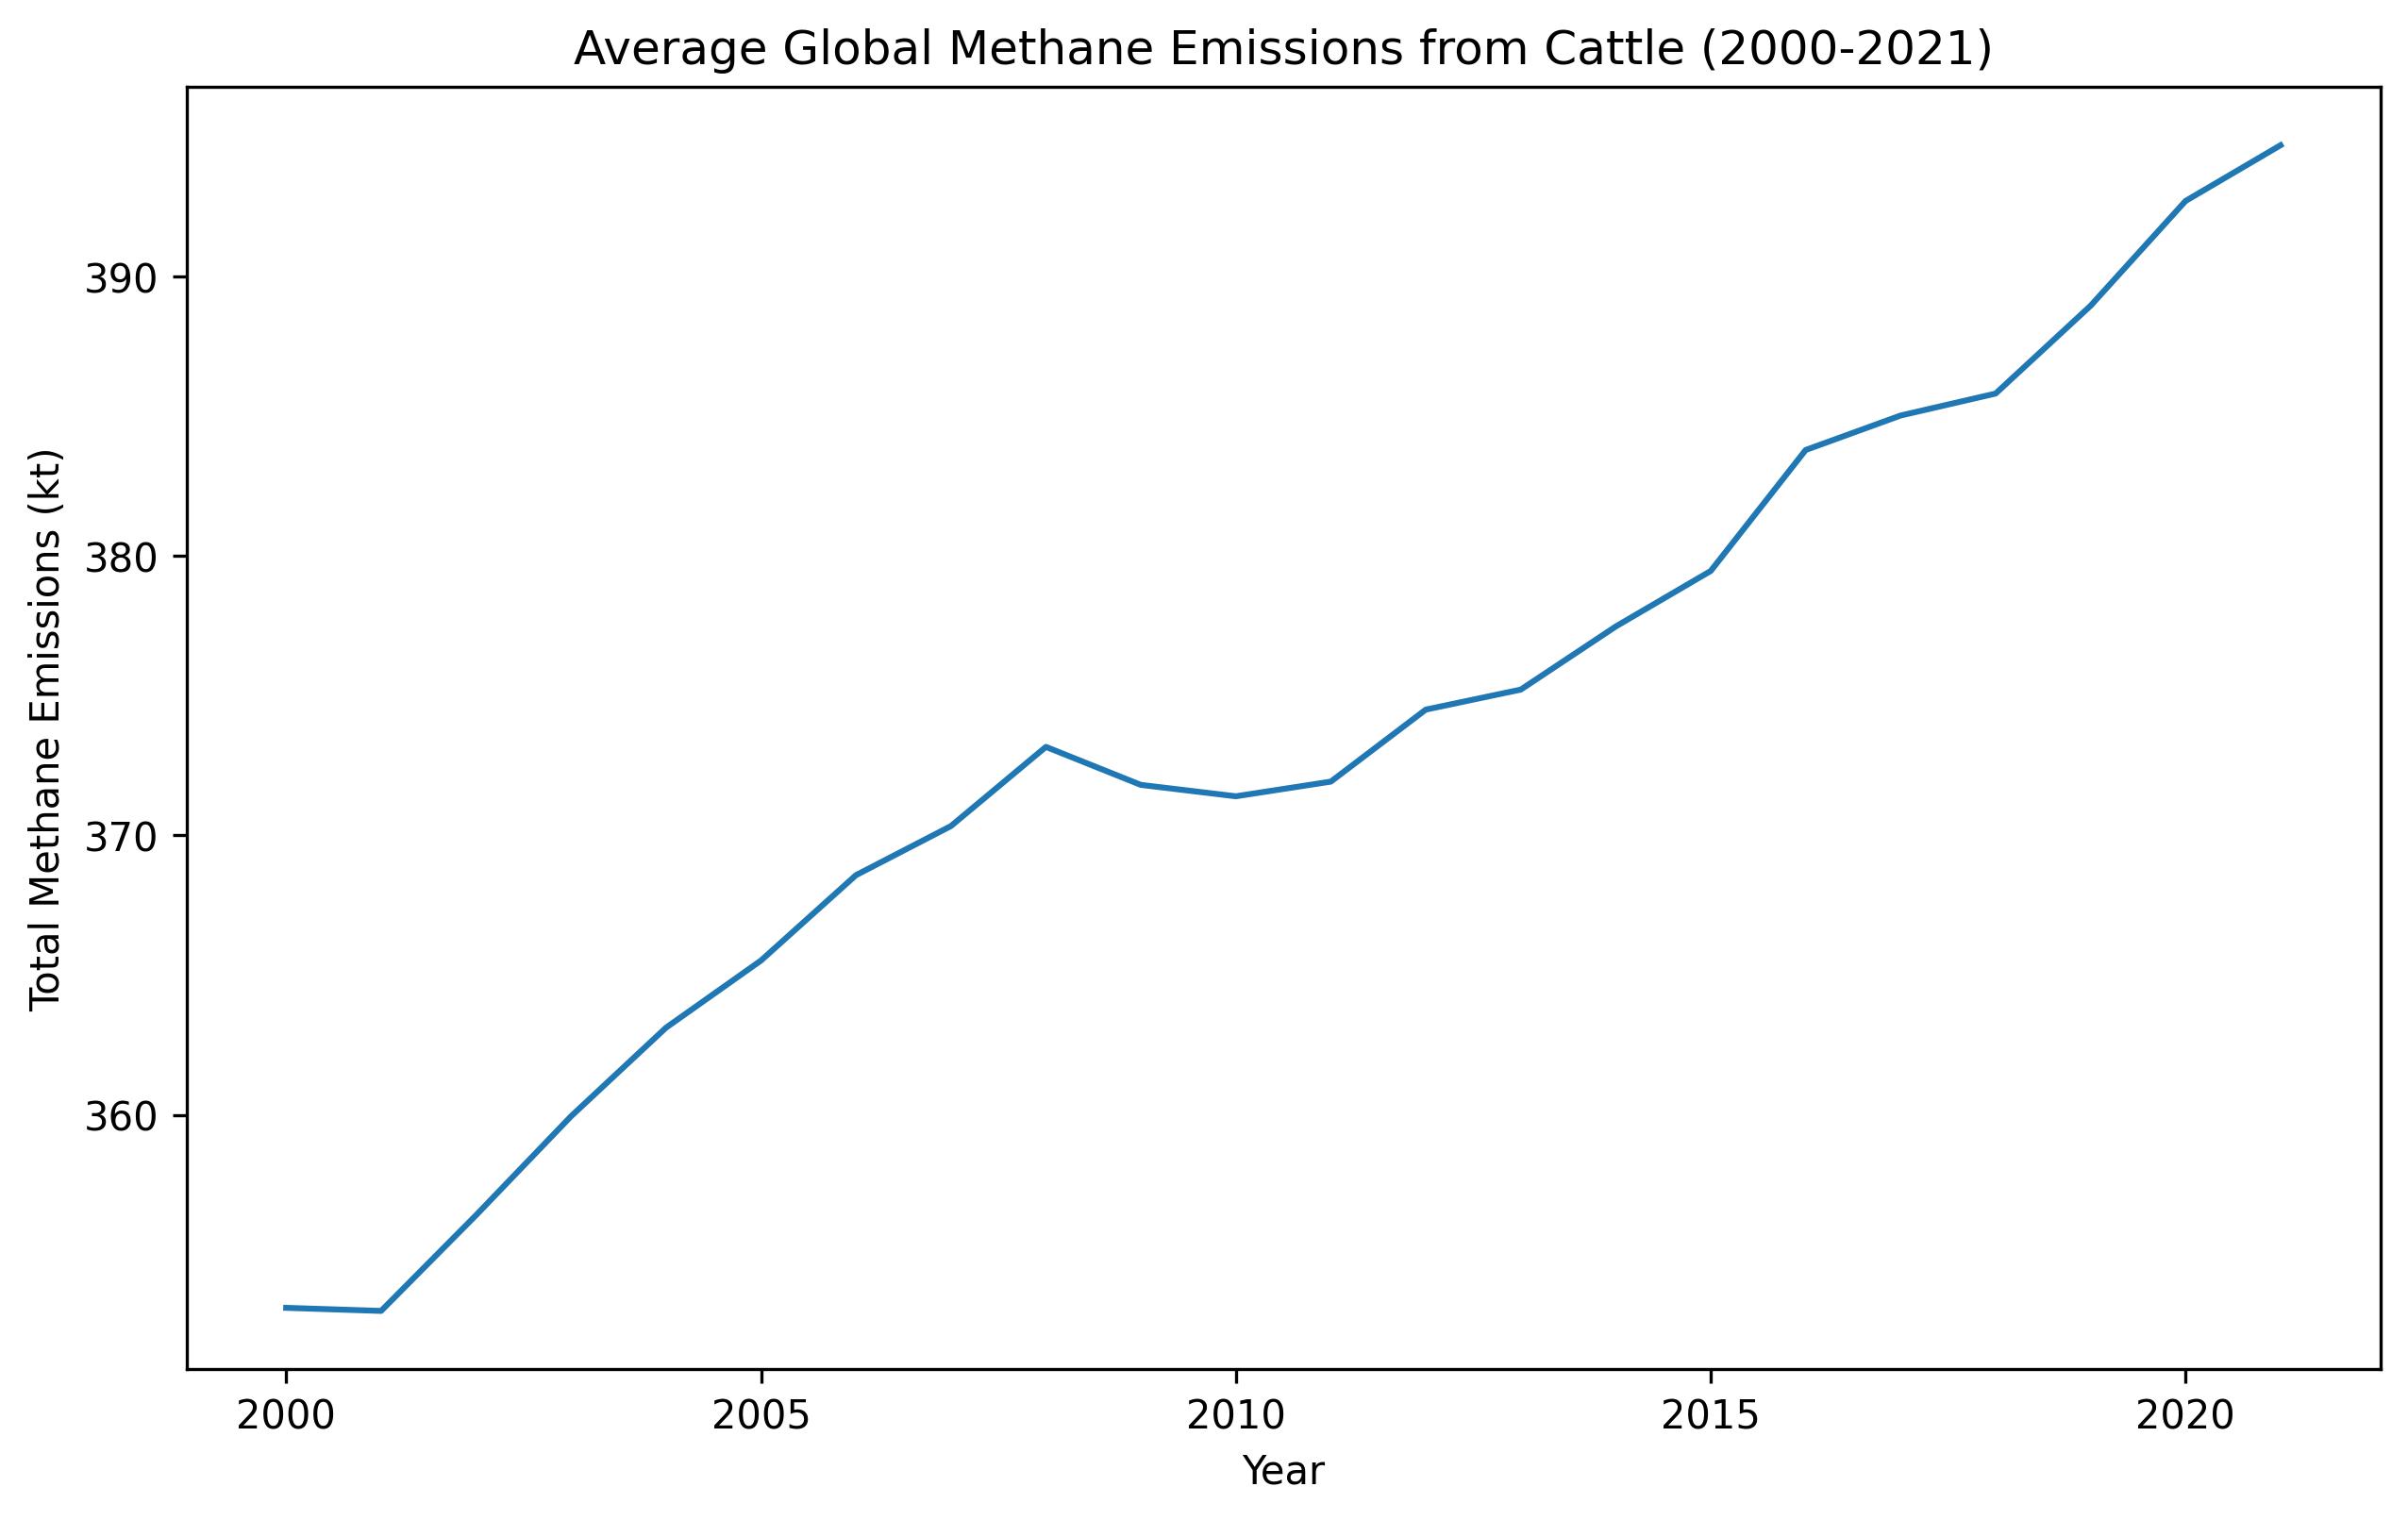 Average Global Methane Emissions from Cattle (2000-2021)
Total Methane Emissions (kt)
390
380
370
360
2000 2005 2010 2015 2020
Year